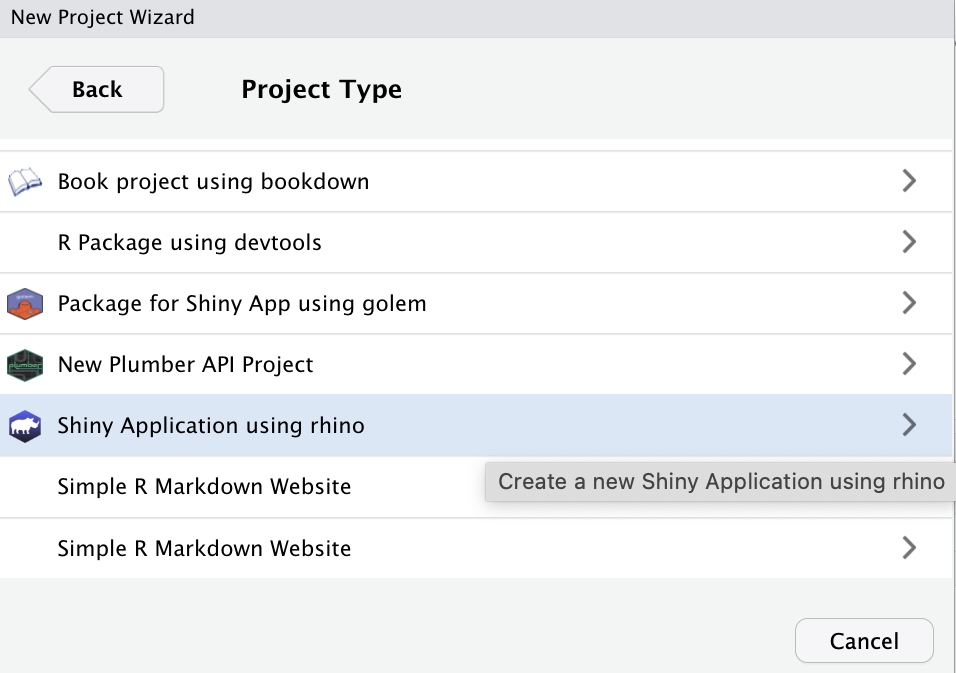 New Project Wizard
Back
Project Type
Book project using bookdown
R Package using devtools
golem
Package for Shiny App using golem
plumber
New Plumber API Project
Shiny Application using rhino
Simple R Markdown Website
Create a new Shiny Application using rhino
Simple R Markdown Website
Cancel